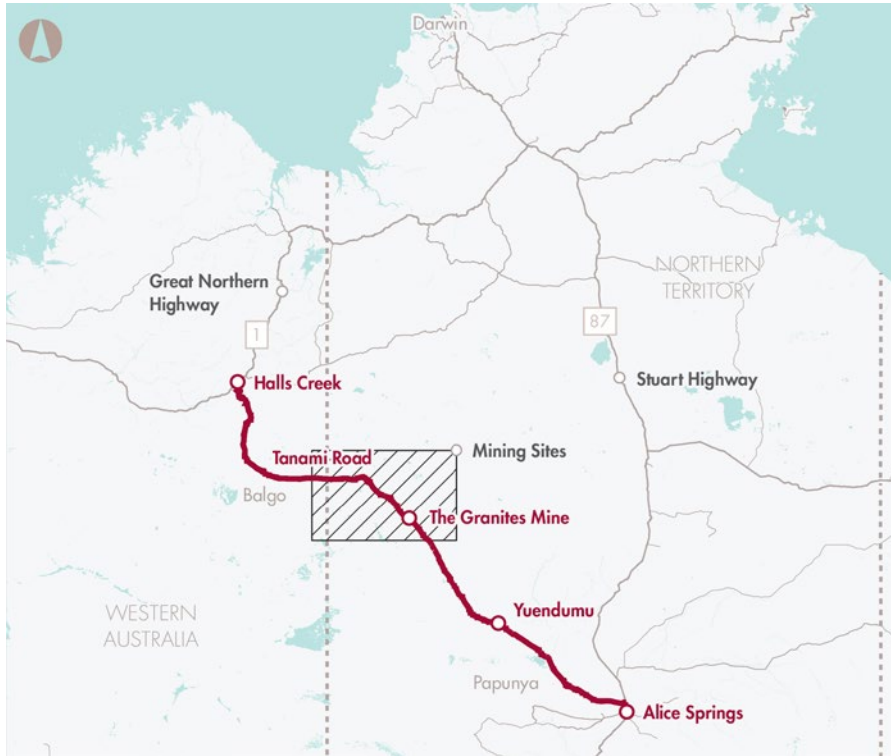 Darwin
NORTHERN
TERRITORY
Great Northern
Highway
1
87
Halls Creek
Stuart Highway
Tanami Road
Mining Sites
Balgo
The Granites Mine
WESTERN
AUSTRALIA
Yuendumu
Papunya
Alice Springs